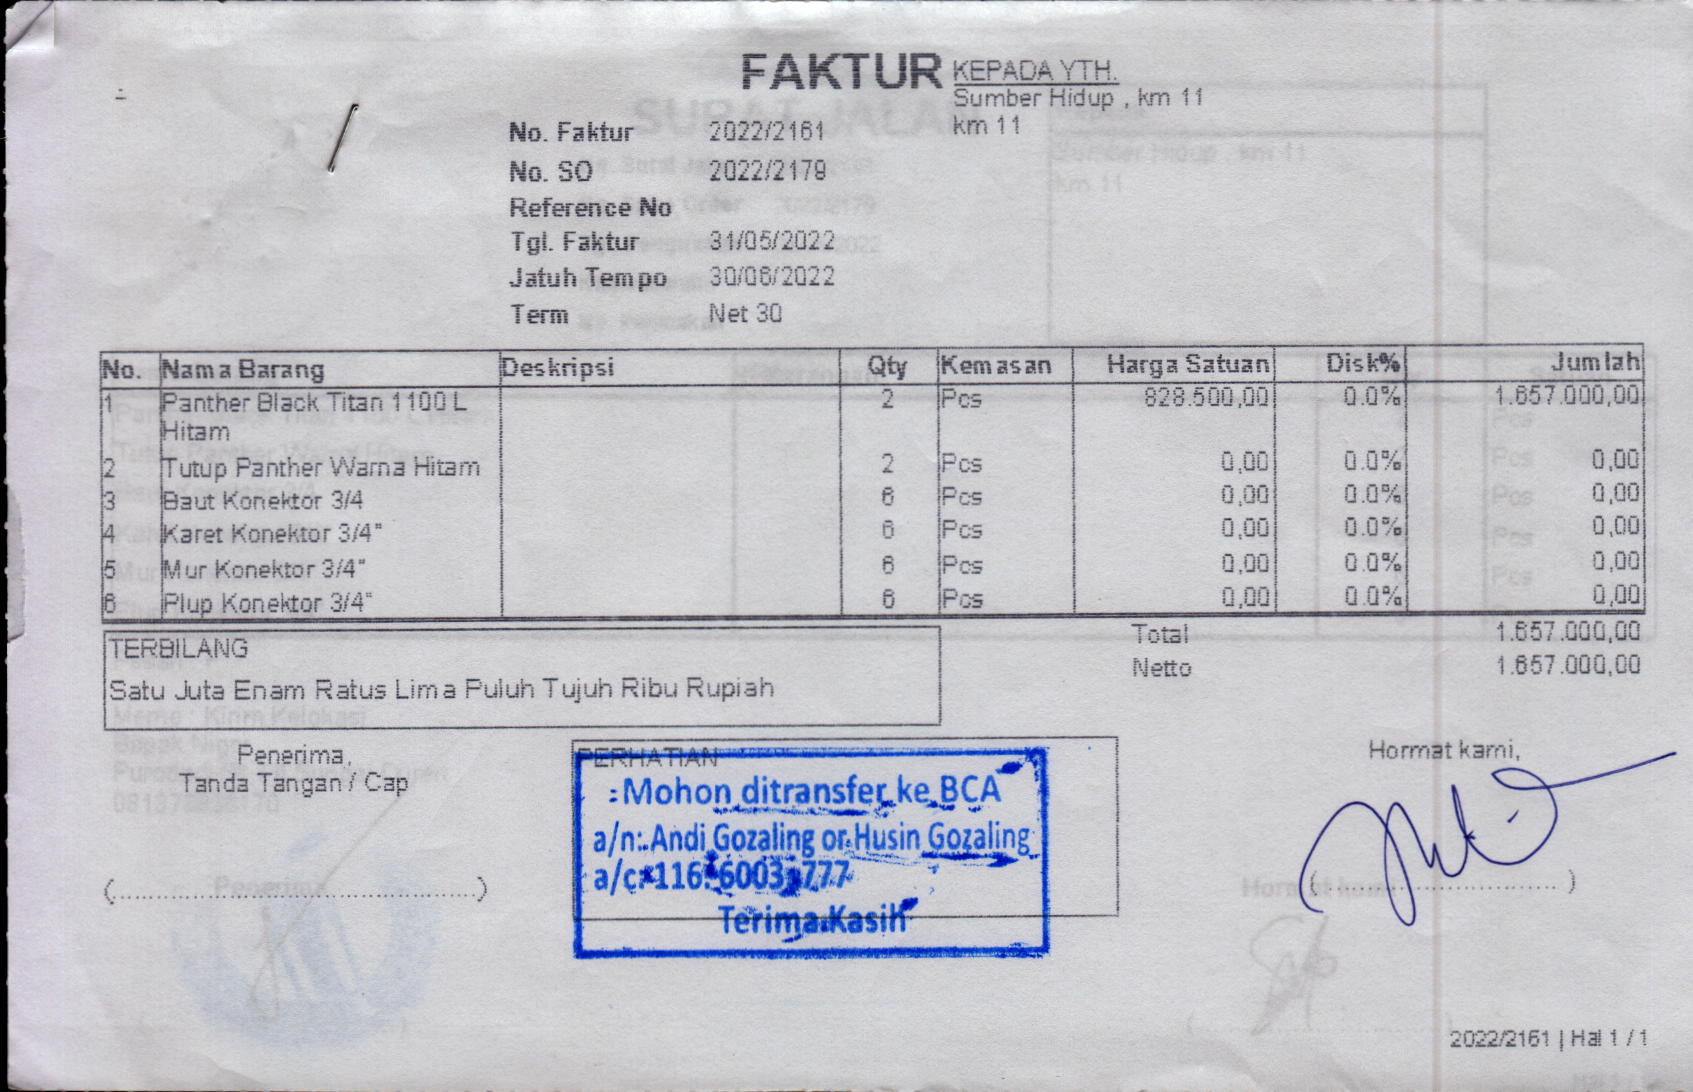 FAKTUR
KEPADA YTH.
Sumber Hidup , km 11
km 11
No. Faktur 2022/2161
No. SO 2022/2179
Reference No
Tgl. Faktur 31/05/2022
Jatuh Tempo 30/06/2022
Term Net 30
No. Nama Barang Deskripsi Qty Kemasan Harga Satuan Disk% Jumlah
1 Panther Black Titan 1100 L 2 Pcs 828.500,00 0.0% 1.657.000,00
Hitam
2 Tutup Panther Warna Hitam 2 Pcs 0,00 0.0% 0,00
3 Baut Konektor 3/4 6 Pcs 0,00 0.0% 0,00
4 Karet Konektor 3/4" 6 Pcs 0,00 0.0% 0,00
5 Mur Konektor 3/4" 6 Pcs 0,00 0.0% 0,00
6 Plup Konektor 3/4" 6 Pcs 0,00 0.0% 0,00
Total 1.657.000,00
Netto 1.657.000,00
TERBILANG
Satu Juta Enam Ratus Lima Puluh Tujuh Ribu Rupiah
Penerima,
Tanda Tangan / Cap
(....................................................)
PERHATIAN
: Mohon ditransfer ke BCA
a/n: Andi Gozaling or Husin Gozaling
a/c: 116.
Terima Kasih
Hormat kami,
(....................................)
2022/2161 | Hal 1 / 1